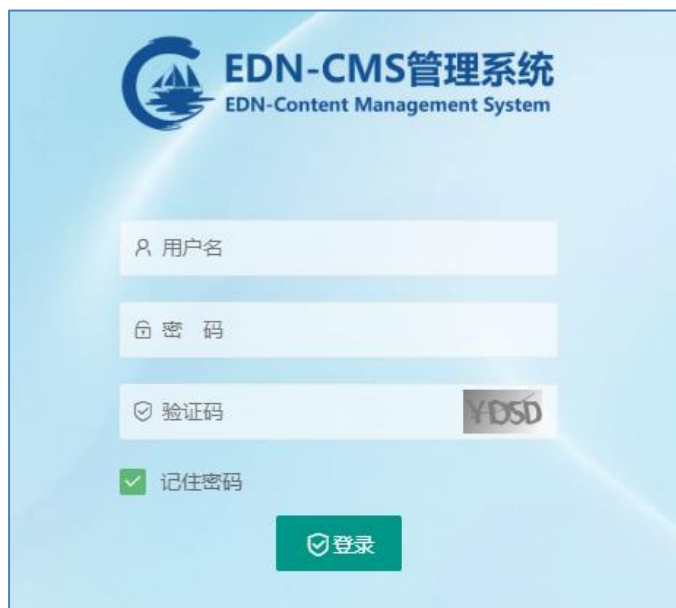 EDN-CMS管理系统
EDN-Content Management System
用户名
密 码
验证码 YDSD
记住密码
登录